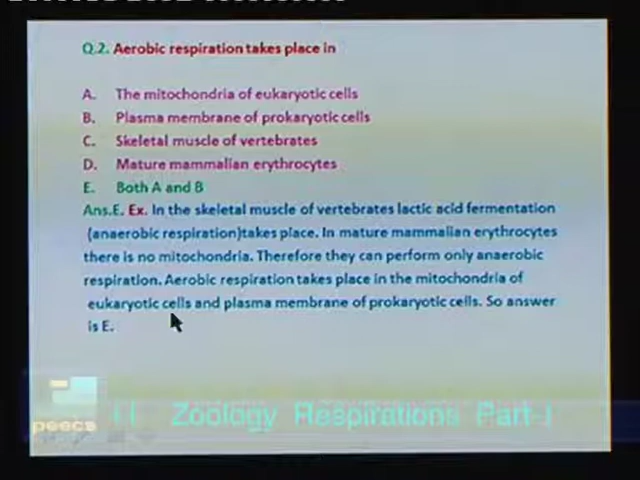 Q.2. Aerobic respiration takes place in
A. The mitochondria of eukaryotic cells
B. Plasma membrane of prokaryotic cells
C. Skeletal muscle of vertebrates
D. Mature mammalian erythrocytes
E. Both A and B
Ans.E. Ex. In the skeletal muscle of vertebrates lactic acid fermentation
(anaerobic respiration)takes place. In mature mammalian erythrocytes
there is no mitochondria. Therefore they can perform only anaerobic
respiration. Aerobic respiration takes place in the mitochondria of
eukaryotic cells and plasma membrane of prokaryotic cells. So answer
is E.
peecs
Zoology Respirations Part-I